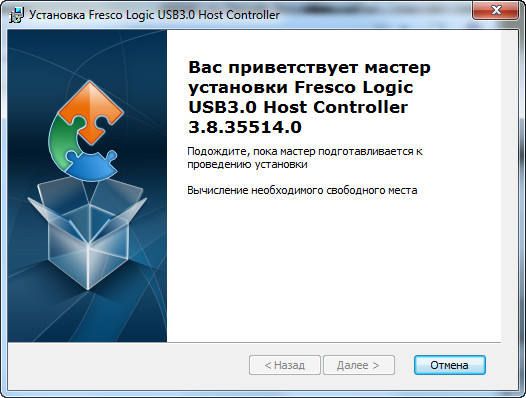 Установка Fresco Logic USB3.0 Host Controller
Вас приветствует мастер
установки Fresco Logic
USB3.0 Host Controller
3.8.35514.0
Подождите, пока мастер подготавливается к
проведению установки
Вычисление необходимого свободного места
< Назад Далее > Отмена